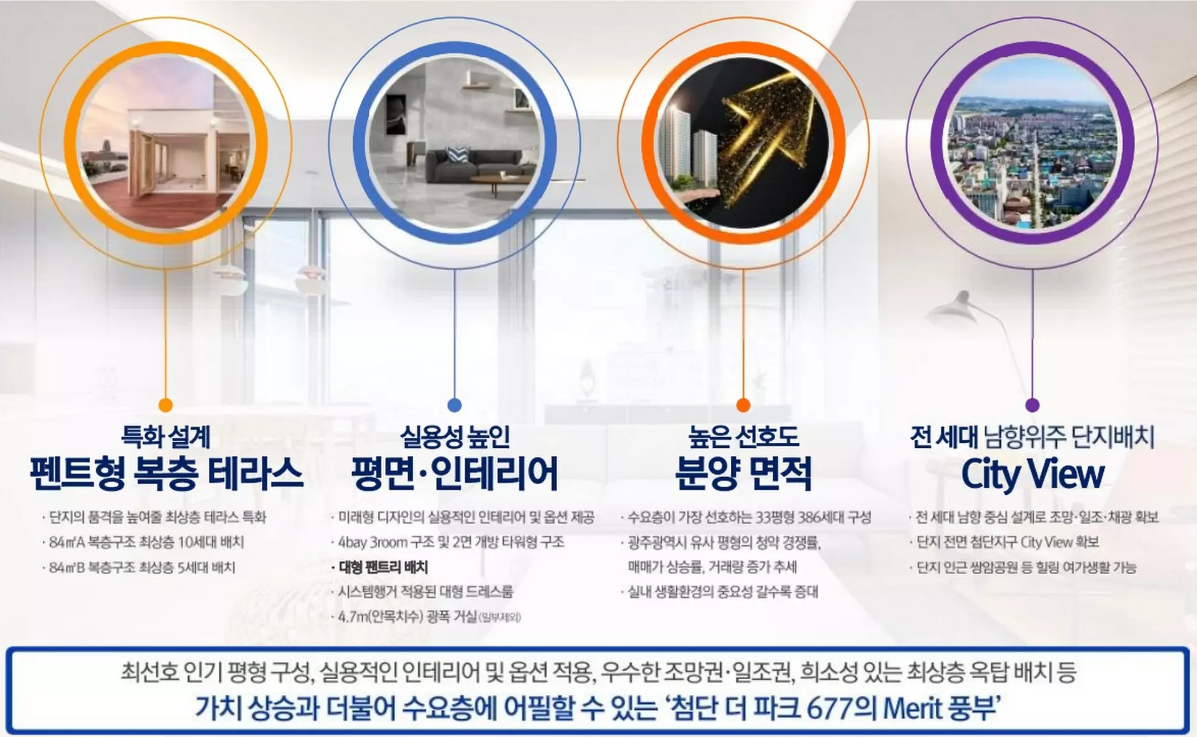 특화 설계
펜트형 복층 테라스
· 단지의 품격을 높여줄 최상층 테라스 특화
· 84㎡A 복층구조 최상층 10세대 배치
· 84㎡B 복층구조 최상층 5세대 배치
실용성 높인
평면·인테리어
· 미래형 디자인의 실용적인 인테리어 및 옵션 제공
· 4bay 3room 구조 및 2면 개방 타워형 구조
· 대형 팬트리 배치
· 시스템행거 적용된 대형 드레스룸
· 4.7m(안목치수) 광폭 거실(일부제외)
높은 선호도
분양 면적
· 수요층이 가장 선호하는 33평형 386세대 구성
· 광주광역시 유사 평형의 청약 경쟁률,
매매가 상승률, 거래량 증가 추세
· 실내 생활환경의 중요성 갈수록 증대
전 세대 남향위주 단지배치
City View
· 전 세대 남향 중심 설계로 조망·일조·채광 확보
· 단지 전면 첨단지구 City View 확보
· 단지 인근 쌍암공원 등 힐링 여가생활 가능
최선호 인기 평형 구성, 실용적인 인테리어 및 옵션 적용, 우수한 조망권·일조권, 희소성 있는 최상층 옥탑 배치 등
가치 상승과 더불어 수요층에 어필할 수 있는 ‘첨단 더 파크 677의 Merit 풍부’